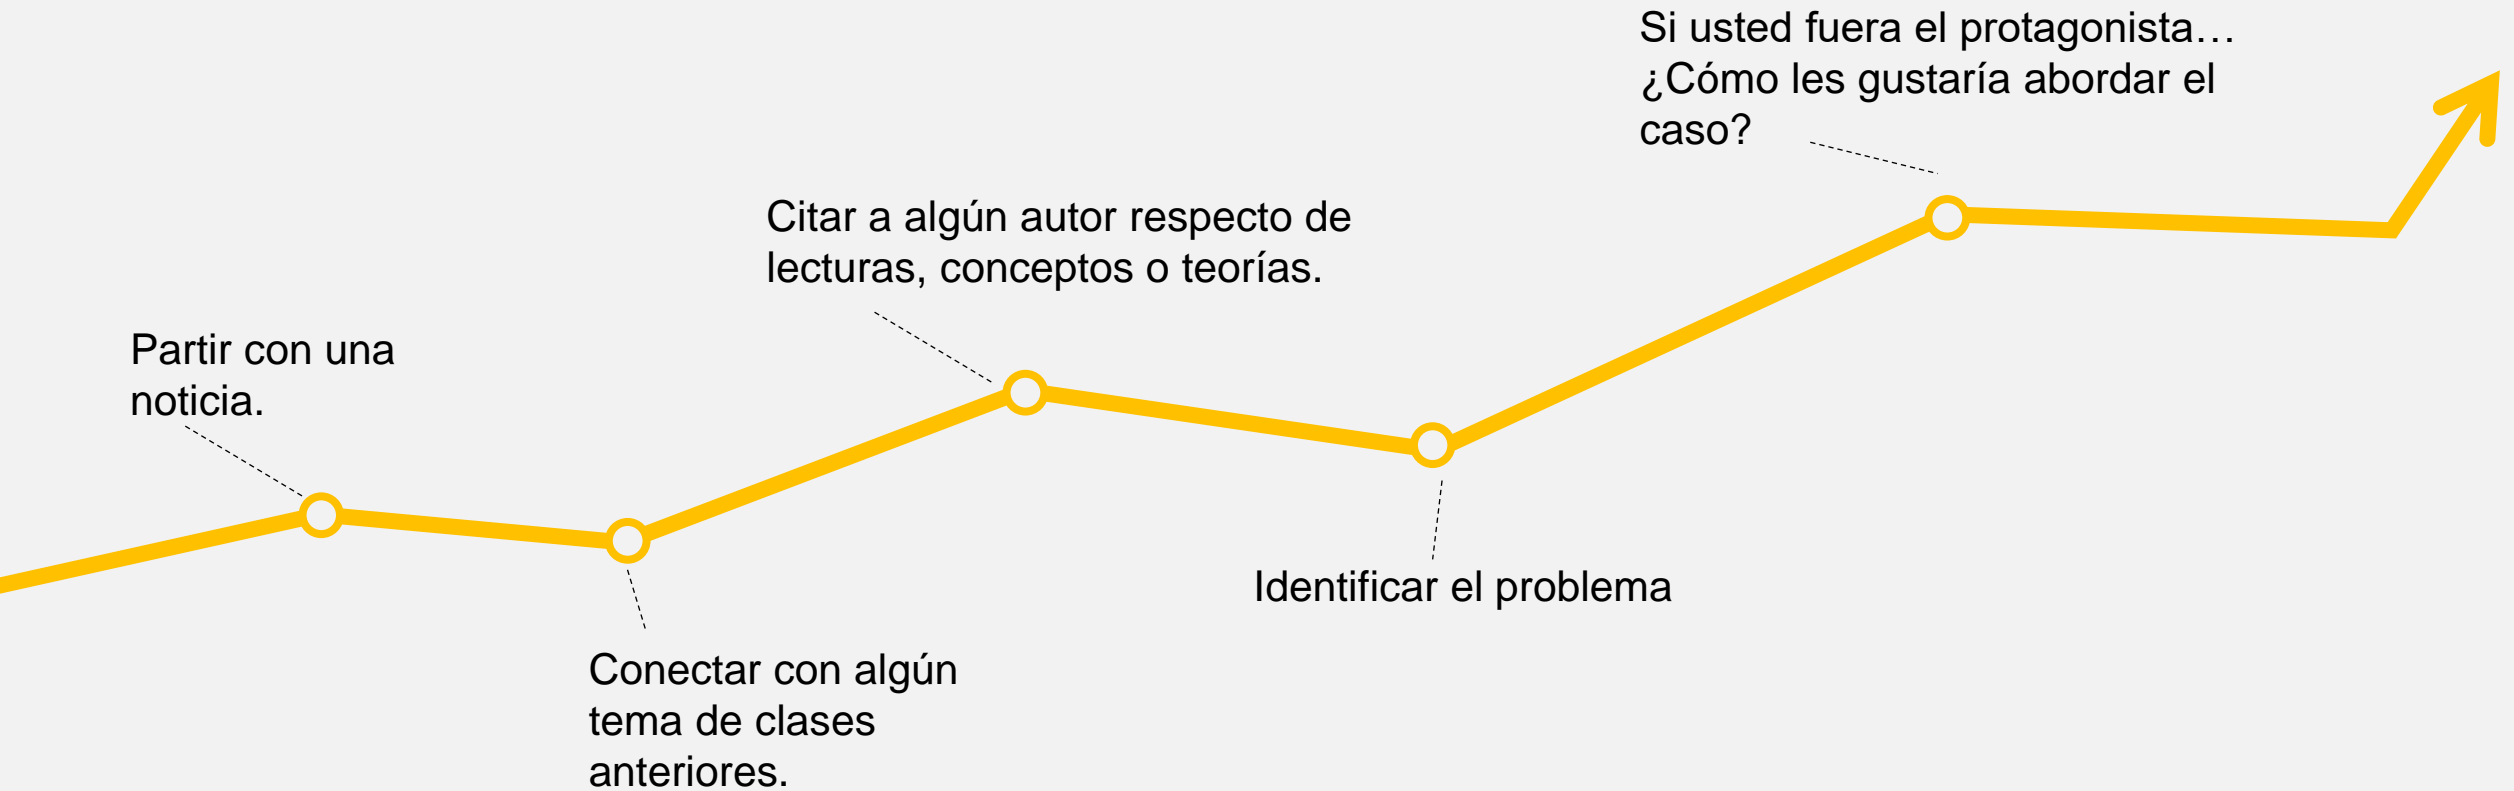 Partir con una
noticia.
Conectar con algún
tema de clases
anteriores.
Citar a algún autor respecto de
lecturas, conceptos o teorías.
Identificar el problema
Si usted fuera el protagonista…
¿Cómo les gustaría abordar el
caso?